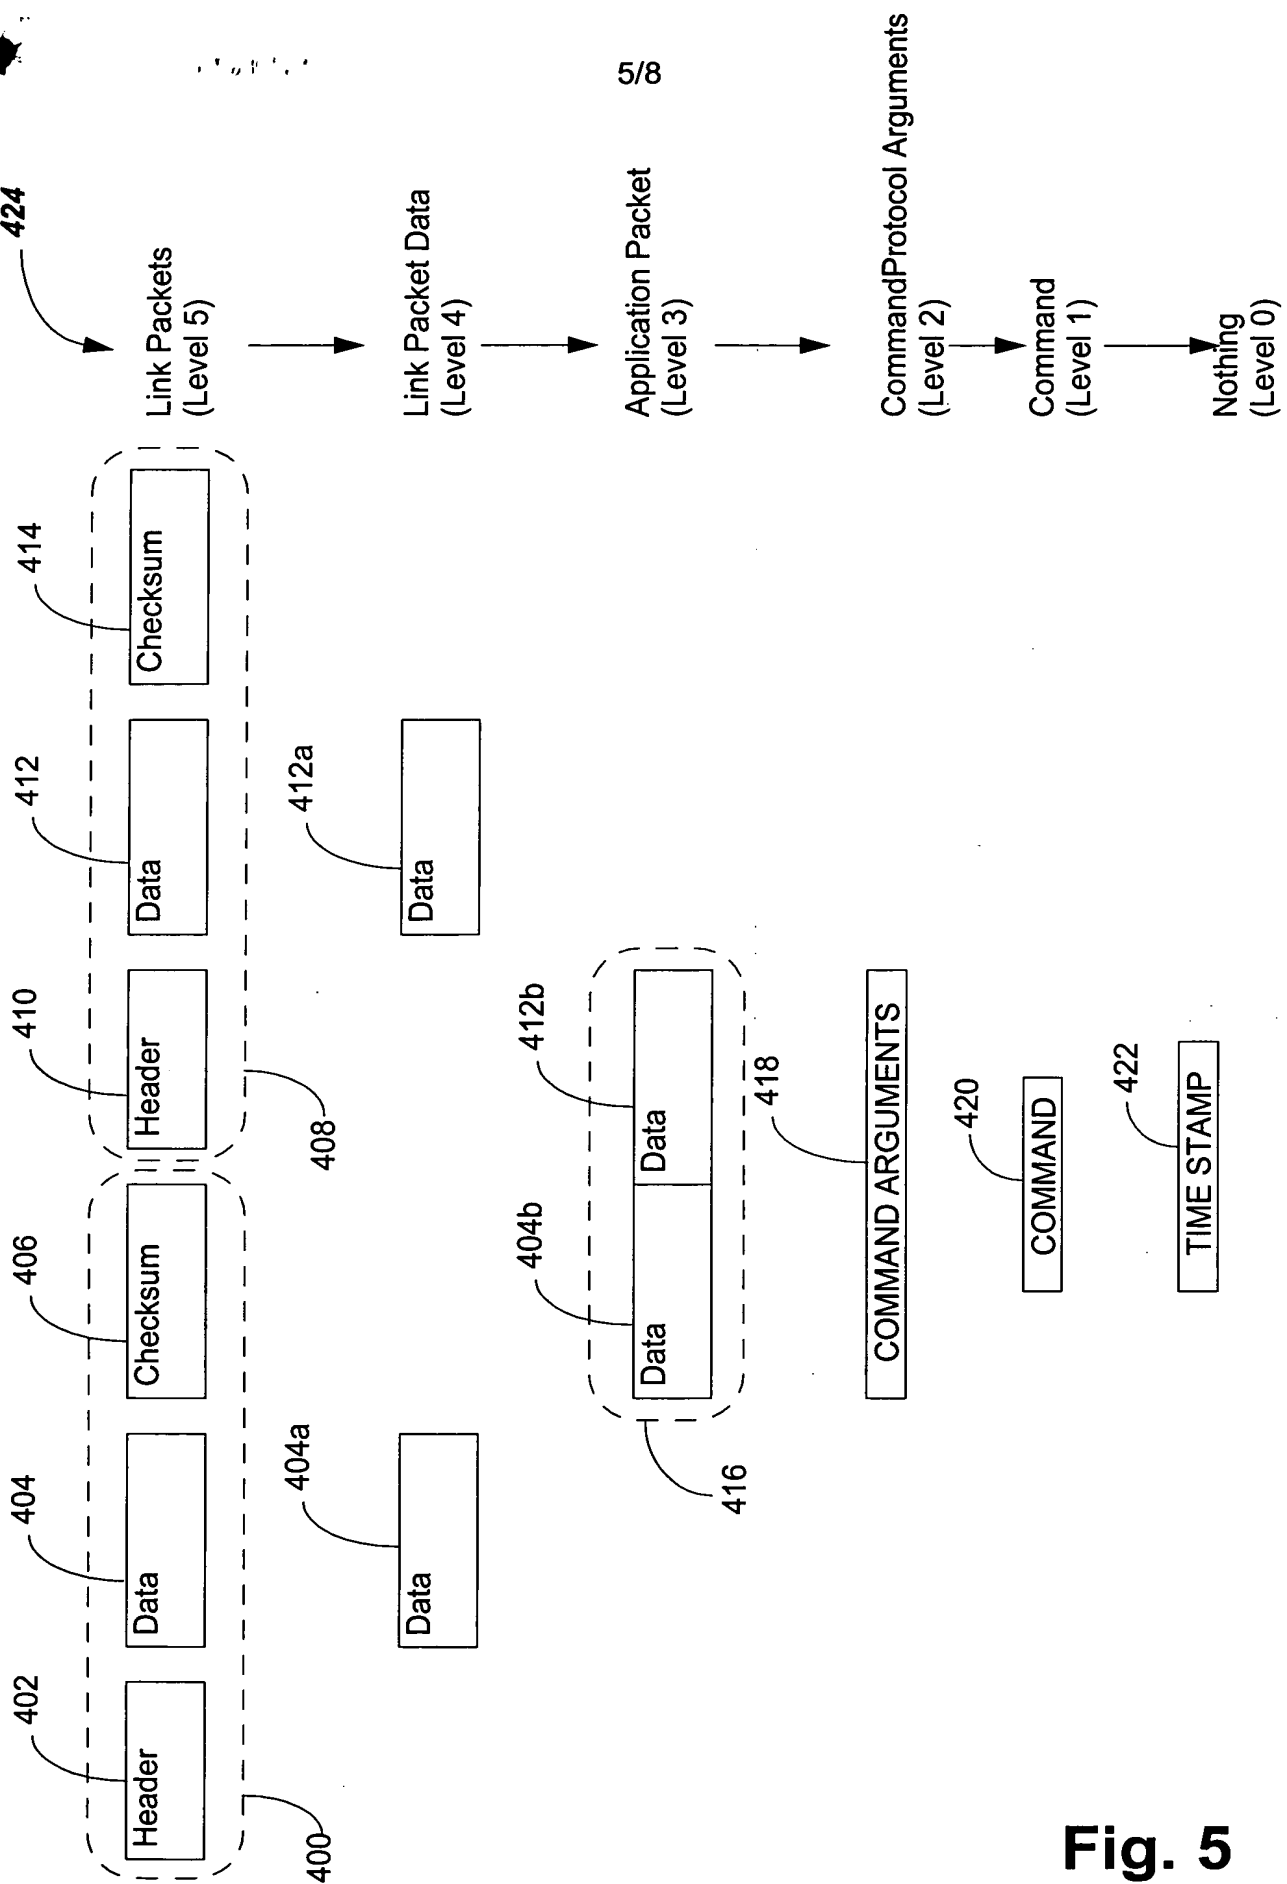 5/8
424
402
404
406
410
412
414
Header
Data
Checksum
Header
Data
Checksum
Link Packets
(Level 5)
400
408
404a
412a
Data
Data
Link Packet Data
(Level 4)
404b
412b
Data
Data
Application Packet
(Level 3)
416
418
COMMAND ARGUMENTS
CommandProtocol Arguments
(Level 2)
420
COMMAND
Command
(Level 1)
422
TIME STAMP
Nothing
(Level 0)
Fig. 5